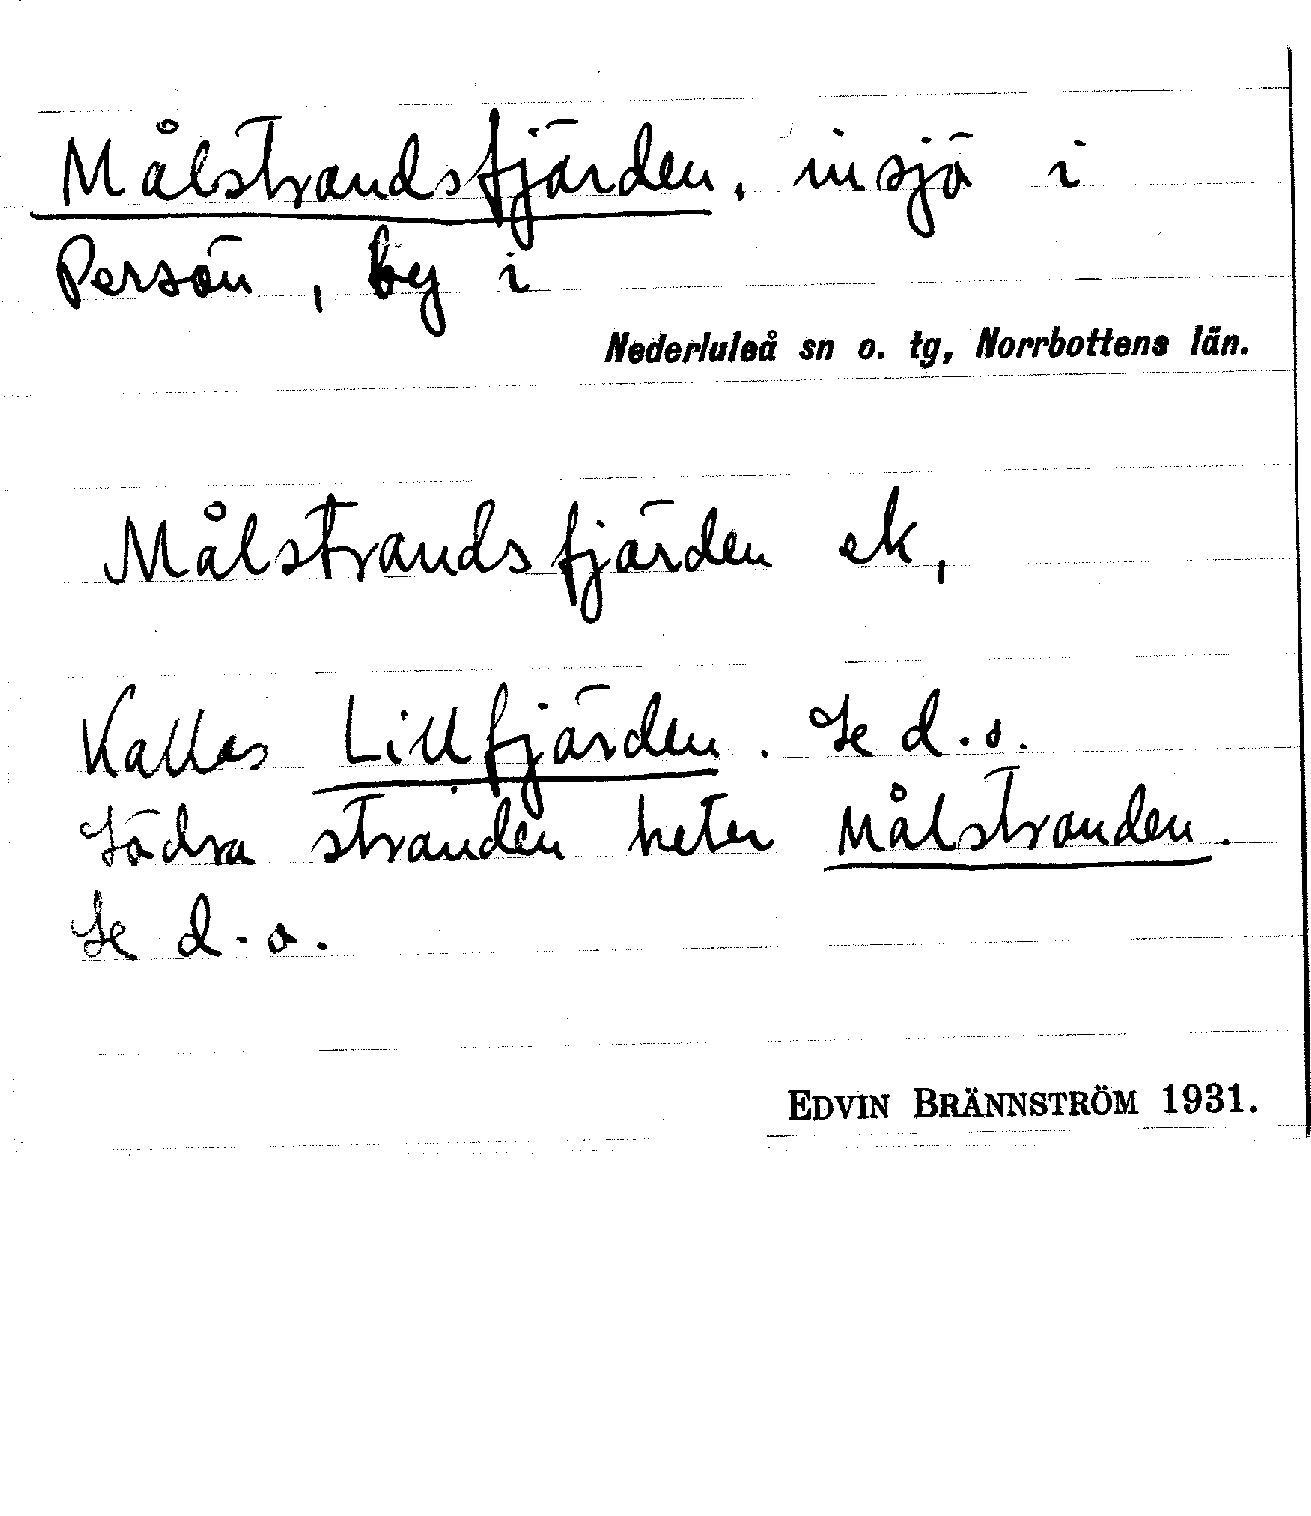 Målstrandsfjärden, insjö i
Persön, by i
Nederluleå sn o. tg, Norrbottens län.
Målstrandsfjärden ek,
Kallas Lillfjärden. Se d.o.
Södra stranden heter Målstranden.
Se d.o.
EDVIN BRÄNNSTRÖM 1931.